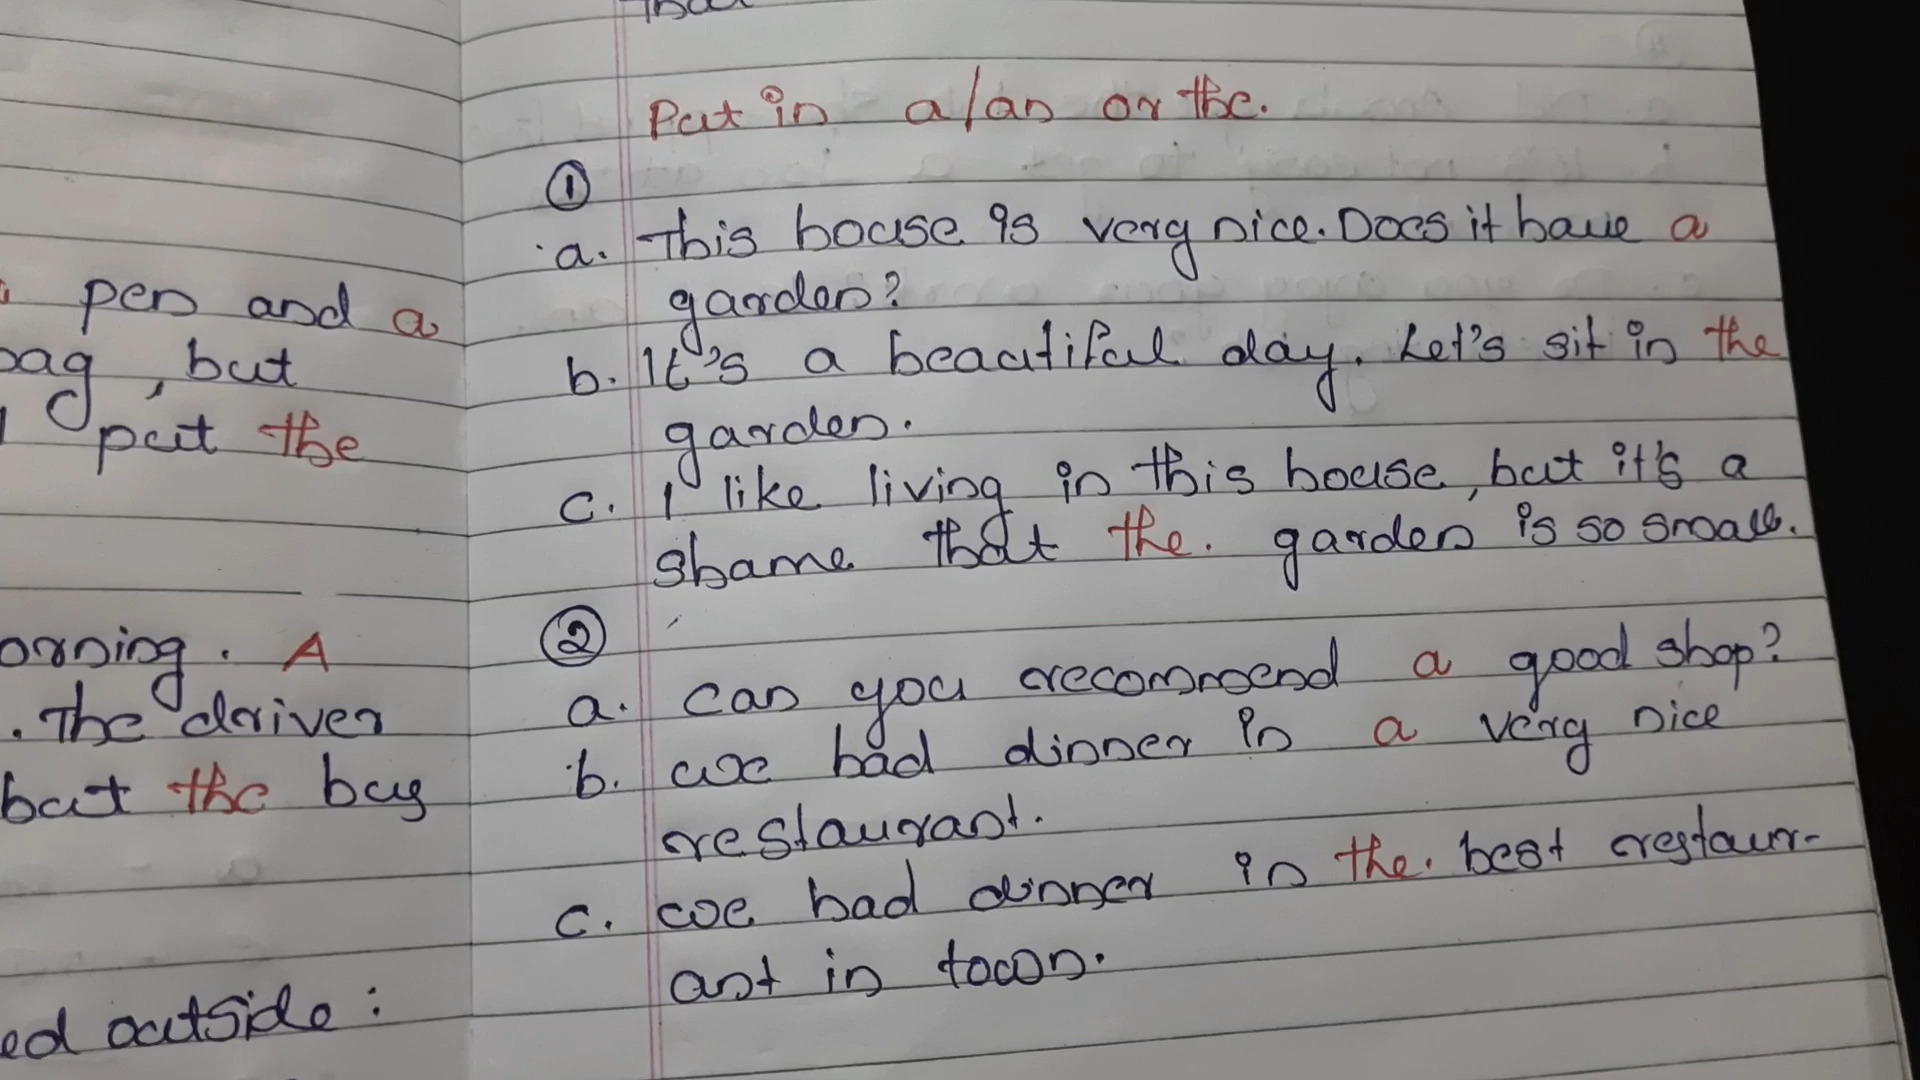 pen and a
bag, but
put the
orning. A
. The driver
but the bus
ed outside:
Put in a/an or the.
1
a. This house is very nice. Does it have a
garden?
b. It's a beautiful day. Let's sit in the
garden.
c. I like living in this house, but it's a
shame that the. garden is so small.
2
a. can you recommend a good shop?
b. we had dinner in a very nice
restaurant.
c. we had dinner in the. best restaur-
ant in town.